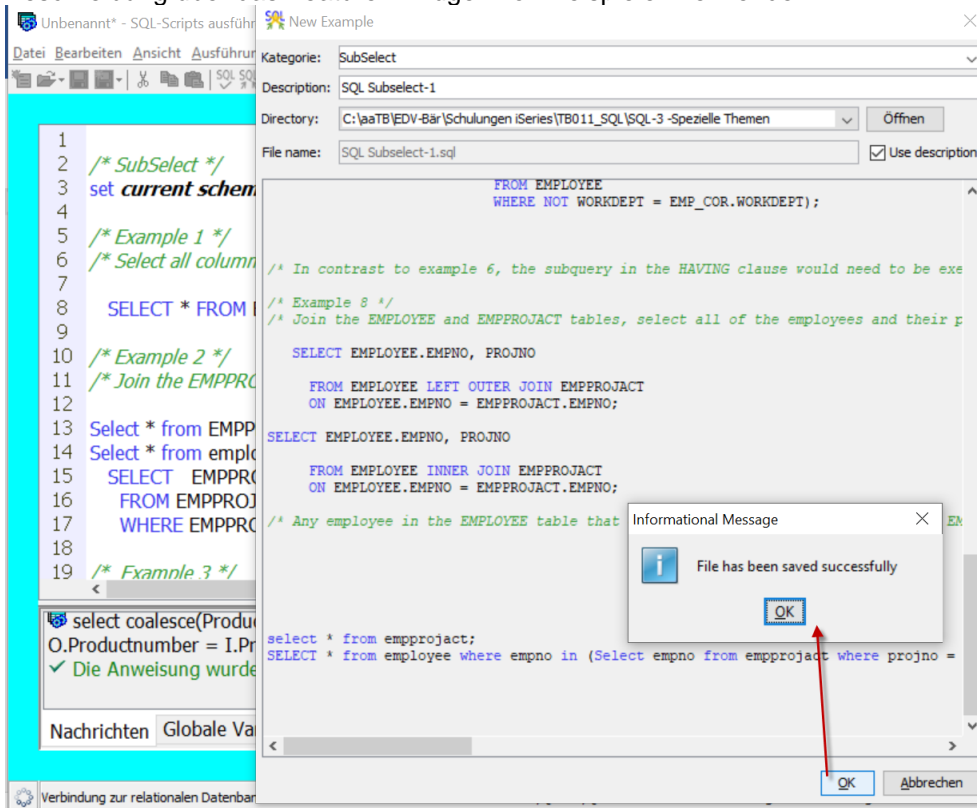 Unbenannt* - SQL-Scripts ausführ
Datei Bearbeiten Ansicht Ausführur
1
2 /* SubSelect */
3 set current schem
4
5 /* Example 1 */
6 /* Select all column
7
8 SELECT * FROM
9
10 /* Example 2 */
11 /* Join the EMPPRO
12
13 Select * from EMPP
14 Select * from emplo
15 SELECT EMPPRO
16 FROM EMPPROJ
17 WHERE EMPPRO
18
19 /* Example 3 */
select coalesce(Produ
O.Productnumber = I.Pr
Die Anweisung wurde
Nachrichten Globale Va
Verbindung zur relationalen Datenbar
New Example
Kategorie: SubSelect
Description: SQL Subselect-1
Directory: C:\aaTB\EDV-Bär\Schulungen iSeries\TB011_SQL\SQL-3 -Spezielle Themen Öffnen
File name: SQL Subselect-1.sql Use description
FROM EMPLOYEE
WHERE NOT WORKDEPT = EMP_COR.WORKDEPT);
/* In contrast to example 6, the subquery in the HAVING clause would need to be exe
/* Example 8 */
/* Join the EMPLOYEE and EMPPROJACT tables, select all of the employees and their p
SELECT EMPLOYEE.EMPNO, PROJNO
FROM EMPLOYEE LEFT OUTER JOIN EMPPROJACT
ON EMPLOYEE.EMPNO = EMPPROJACT.EMPNO;
SELECT EMPLOYEE.EMPNO, PROJNO
FROM EMPLOYEE INNER JOIN EMPPROJACT
ON EMPLOYEE.EMPNO = EMPPROJACT.EMPNO;
/* Any employee in the EMPLOYEE table that
EM
select * from empprojact;
SELECT * from employee where empno in (Select empno from empprojact where projno =
OK Abbrechen
Informational Message
File has been saved successfully
OK